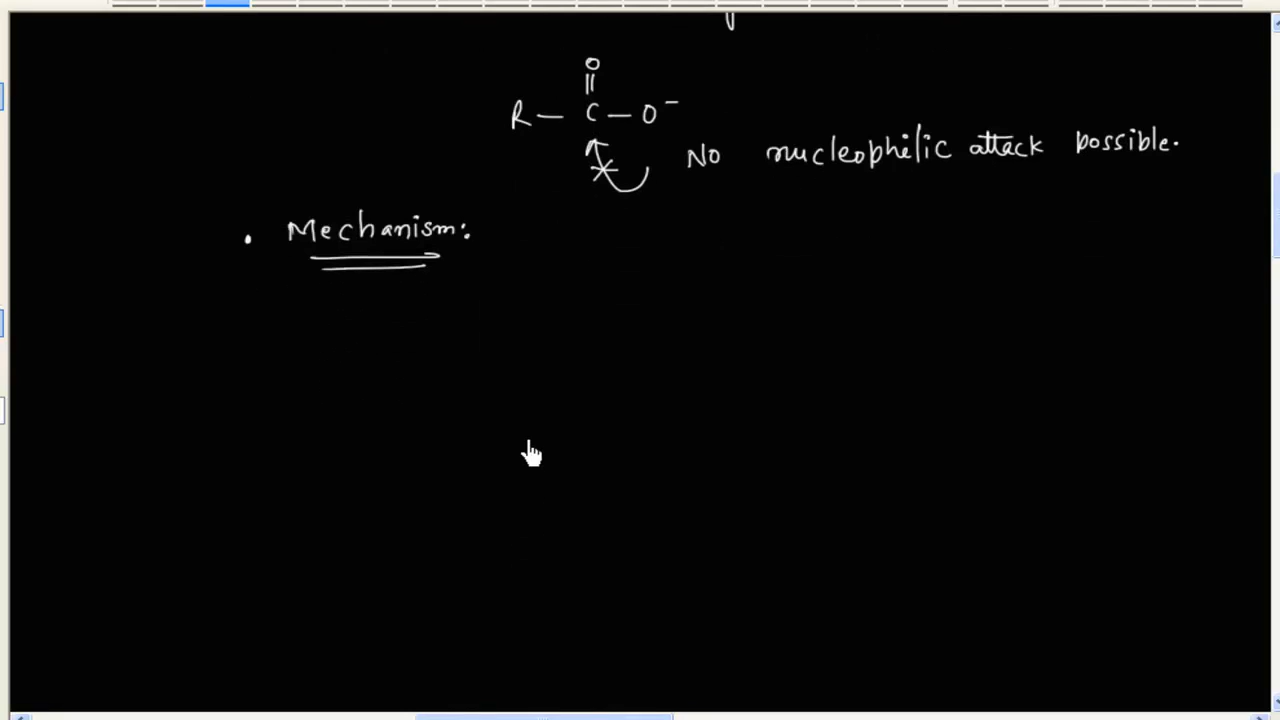 O
||
R — C — O⁻
No nucleophilic attack possible.
. Mechanism: